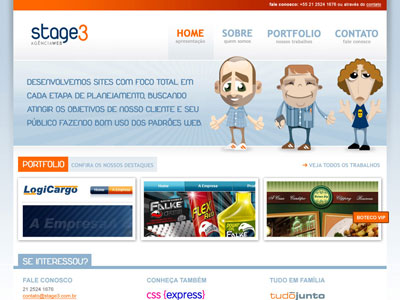 fale conosco: +55 21 2524 1676 ou através do contato
stage3
AGÊNCIAWEB
HOME
apresentação
SOBRE
quem somos
PORTFOLIO
nossos trabalhos
CONTATO
fale conosco
DESENVOLVEMOS SITES COM FOCO TOTAL EM
CADA ETAPA DE PLANEJAMENTO, BUSCANDO
ATINGIR OS OBJETIVOS DE NOSSO CLIENTE E SEU
PÚBLICO FAZENDO BOM USO DOS PADRÕES WEB
PORTFOLIO
CONFIRA OS NOSSOS DESTAQUES
VEJA TODOS OS TRABALHOS
LogiCargo
Home
A Empresa
A Empresa
FALKE
FLEX
BOTECO VIP
SE INTERESSOU?
FALE CONOSCO
21 2524 1676
contato@stage3.com.br
CONHEÇA TAMBÉM
css {express}
TUDO EM FAMÍLIA
tudojunto